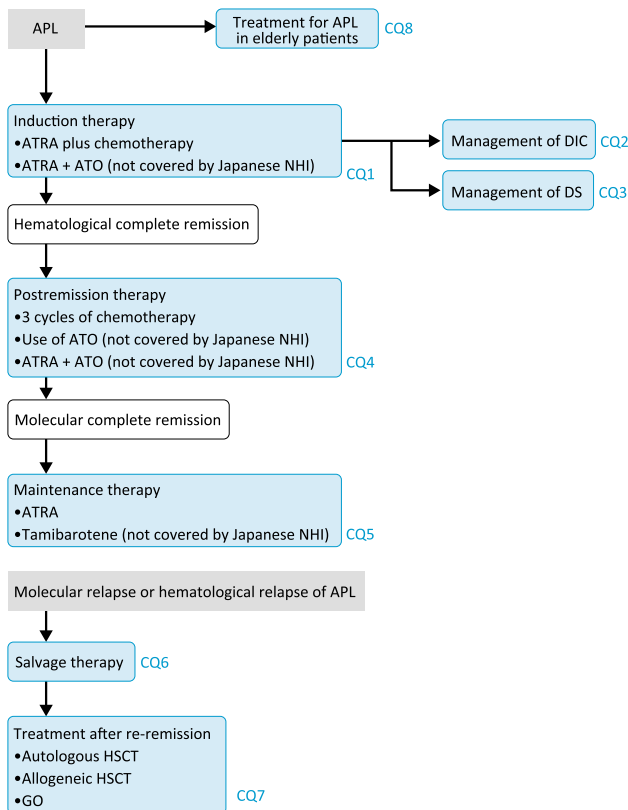 APL
Treatment for APL
in elderly patients
CQ8
Induction therapy
•ATRA plus chemotherapy
•ATRA + ATO (not covered by Japanese NHI)
CQ1
Management of DIC
CQ2
Management of DS
CQ3
Hematological complete remission
Postremission therapy
•3 cycles of chemotherapy
•Use of ATO (not covered by Japanese NHI)
•ATRA + ATO (not covered by Japanese NHI)
CQ4
Molecular complete remission
Maintenance therapy
•ATRA
•Tamibarotene (not covered by Japanese NHI)
CQ5
Molecular relapse or hematological relapse of APL
Salvage therapy
CQ6
Treatment after re-remission
•Autologous HSCT
•Allogeneic HSCT
•GO
CQ7